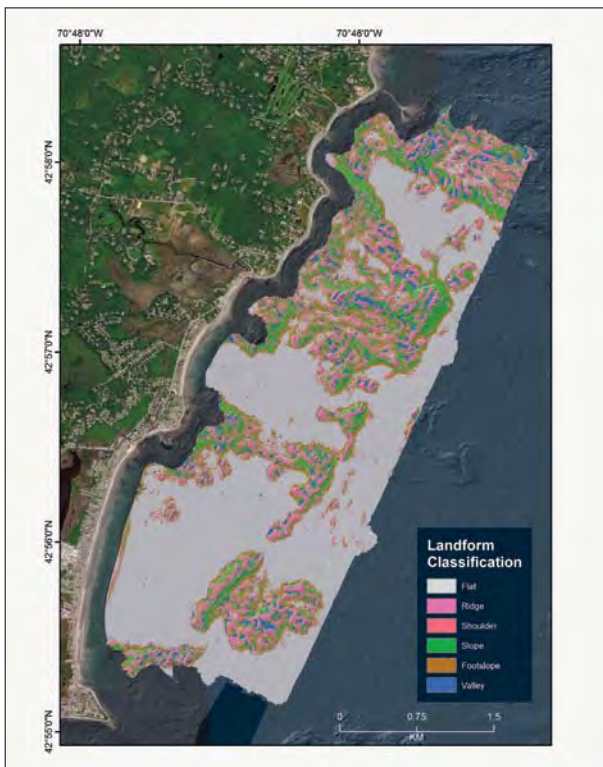 70°48'0"W
70°46'0"W
42°58'0"N
42°57'0"N
42°56'0"N
42°55'0"N
Landform
Classification
Flat
Ridge
Shoulder
Slope
Footslope
Valley
0 0.75 1.5
KM